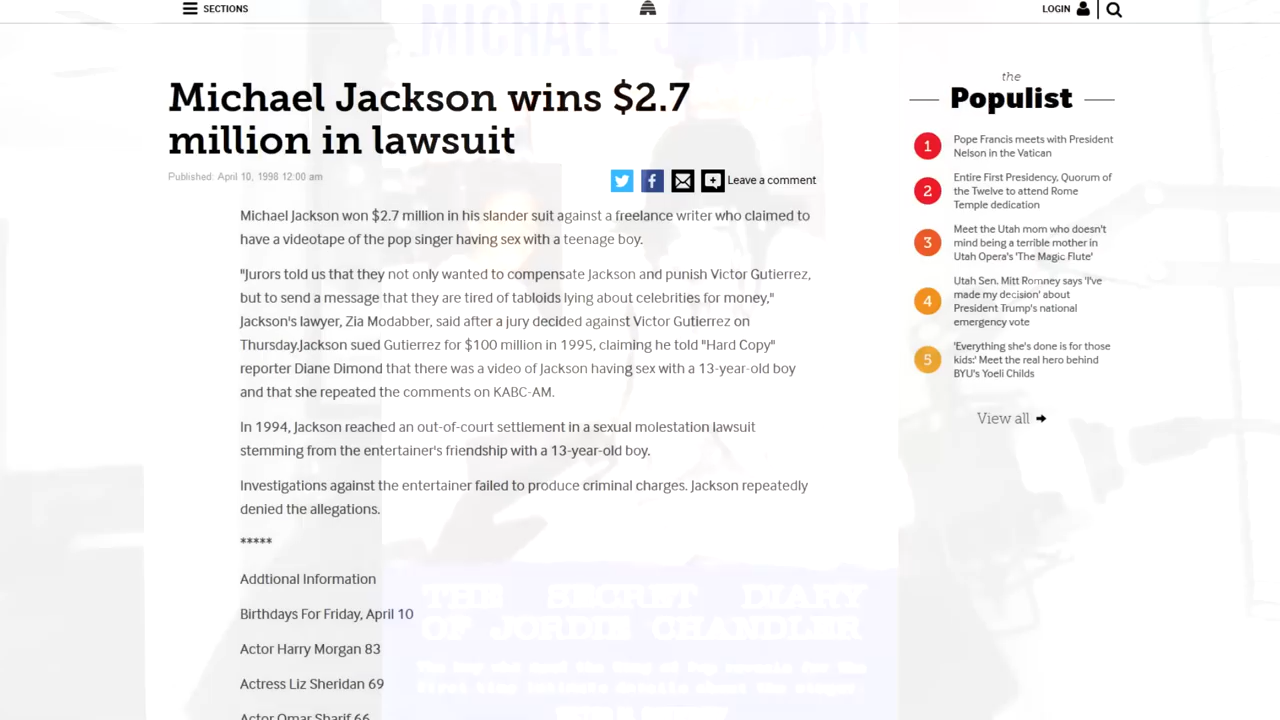 SECTIONS
LOGIN
MICHAEL J
Michael Jackson wins $2.7
million in lawsuit
Published: April 10, 1998 12:00 am
Leave a comment
Michael Jackson won $2.7 million in his slander suit against a freelance writer who claimed to
have a videotape of the pop singer having sex with a teenage boy.
"Jurors told us that they not only wanted to compensate Jackson and punish Victor Gutierrez,
but to send a message that they are tired of tabloids lying about celebrities for money,"
Jackson's lawyer, Zia Modabber, said after a jury decided against Victor Gutierrez on
Thursday.Jackson sued Gutierrez for $100 million in 1995, claiming he told "Hard Copy"
reporter Diane Dimond that there was a video of Jackson having sex with a 13-year-old boy
and that she repeated the comments on KABC-AM.
In 1994, Jackson reached an out-of-court settlement in a sexual molestation lawsuit
stemming from the entertainer's friendship with a 13-year-old boy.
Investigations against the entertainer failed to produce criminal charges. Jackson repeatedly
denied the allegations.
*****
Addtional Information
Birthdays For Friday, April 10
Actor Harry Morgan 83
Actress Liz Sheridan 69
Actor Omar Sharif 66
the
Populist
1
Pope Francis meets with President
Nelson in the Vatican
2
Entire First Presidency, Quorum of
the Twelve to attend Rome
Temple dedication
3
Meet the Utah mom who doesn't
mind being a terrible mother in
Utah Opera's 'The Magic Flute'
4
Utah Sen. Mitt Romney says 'I've
made my decision' about
President Trump's national
emergency vote
5
'Everything she's done is for those
kids:' Meet the real hero behind
BYU's Yoeli Childs
View all
THE SECRET DIARY
OF JORDIE CHANDLER